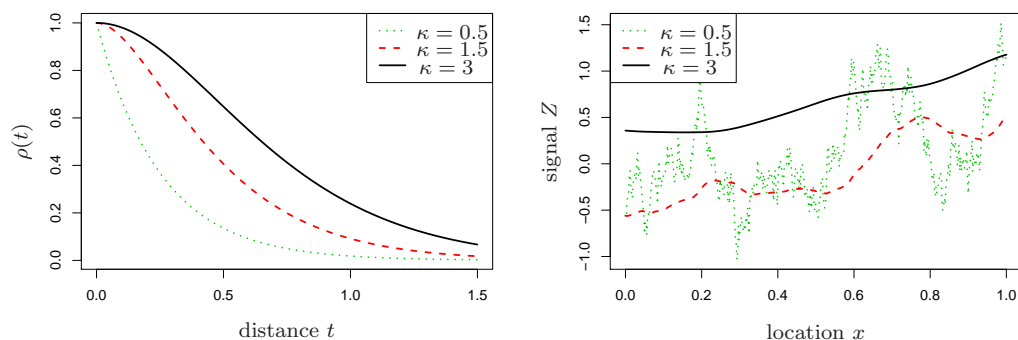 κ = 0.5
κ = 1.5
κ = 3
1.0
0.8
0.6
0.4
0.2
0.0
ρ(t)
0.0 0.5 1.0 1.5
distance t
κ = 0.5
κ = 1.5
κ = 3
1.5
1.0
0.5
0.0
−0.5
−1.0
signal Z
0.0 0.2 0.4 0.6 0.8 1.0
location x